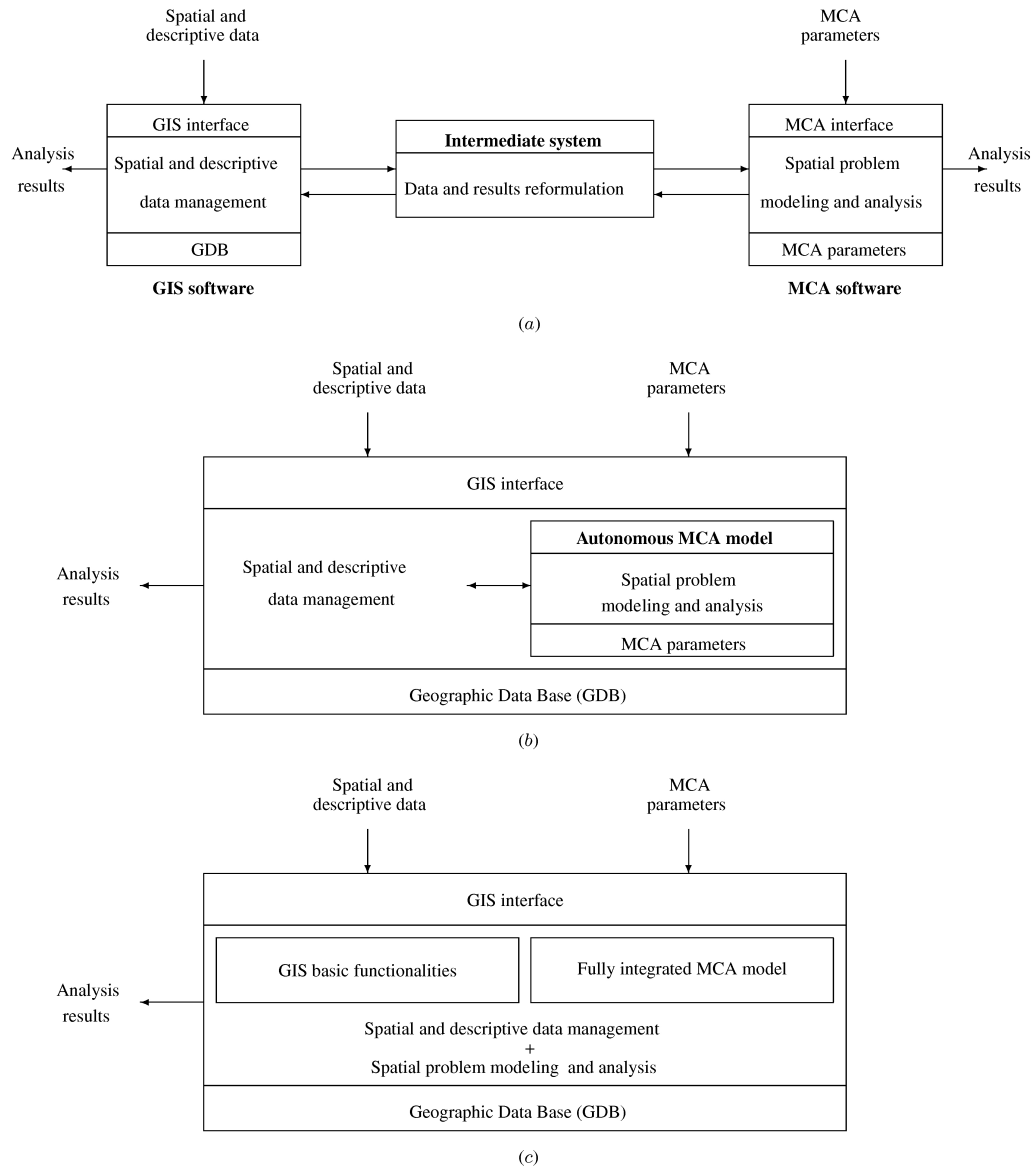 Spatial and
descriptive data
MCA
parameters
GIS interface
MCA interface
Intermediate system
Analysis
results
Spatial and descriptive
data management
Data and results reformulation
Spatial problem
modeling and analysis
Analysis
results
GDB
MCA parameters
GIS software
MCA software
(a)
Spatial and
descriptive data
MCA
parameters
GIS interface
Autonomous MCA model
Analysis
results
Spatial and descriptive
data management
Spatial problem
modeling and analysis
MCA parameters
Geographic Data Base (GDB)
(b)
Spatial and
descriptive data
MCA
parameters
GIS interface
GIS basic functionalities
Fully integrated MCA model
Analysis
results
Spatial and descriptive data management
+
Spatial problem modeling and analysis
Geographic Data Base (GDB)
(c)